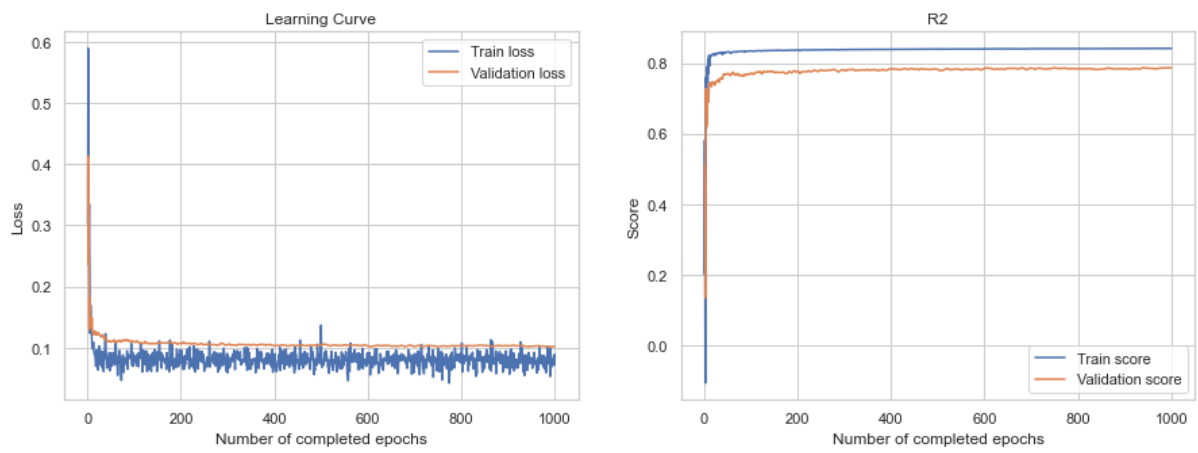 Learning Curve
Train loss
Validation loss
0.6
0.5
0.4
0.3
0.2
0.1
Loss
0 200 400 600 800 1000
Number of completed epochs
R2
0.8
0.6
0.4
0.2
0.0
Score
Train score
Validation score
0 200 400 600 800 1000
Number of completed epochs